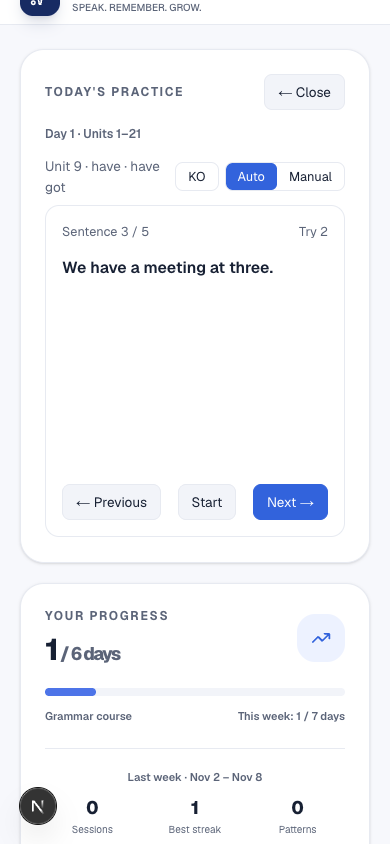 SPEAK. REMEMBER. GROW.
TODAY'S PRACTICE
← Close
Day 1 · Units 1–21
Unit 9 · have · have got
KO
Auto
Manual
Sentence 3 / 5
Try 2
We have a meeting at three.
← Previous
Start
Next →
YOUR PROGRESS
1 / 6 days
Grammar course
This week: 1 / 7 days
Last week · Nov 2 – Nov 8
N
0
1
0
Sessions
Best streak
Patterns